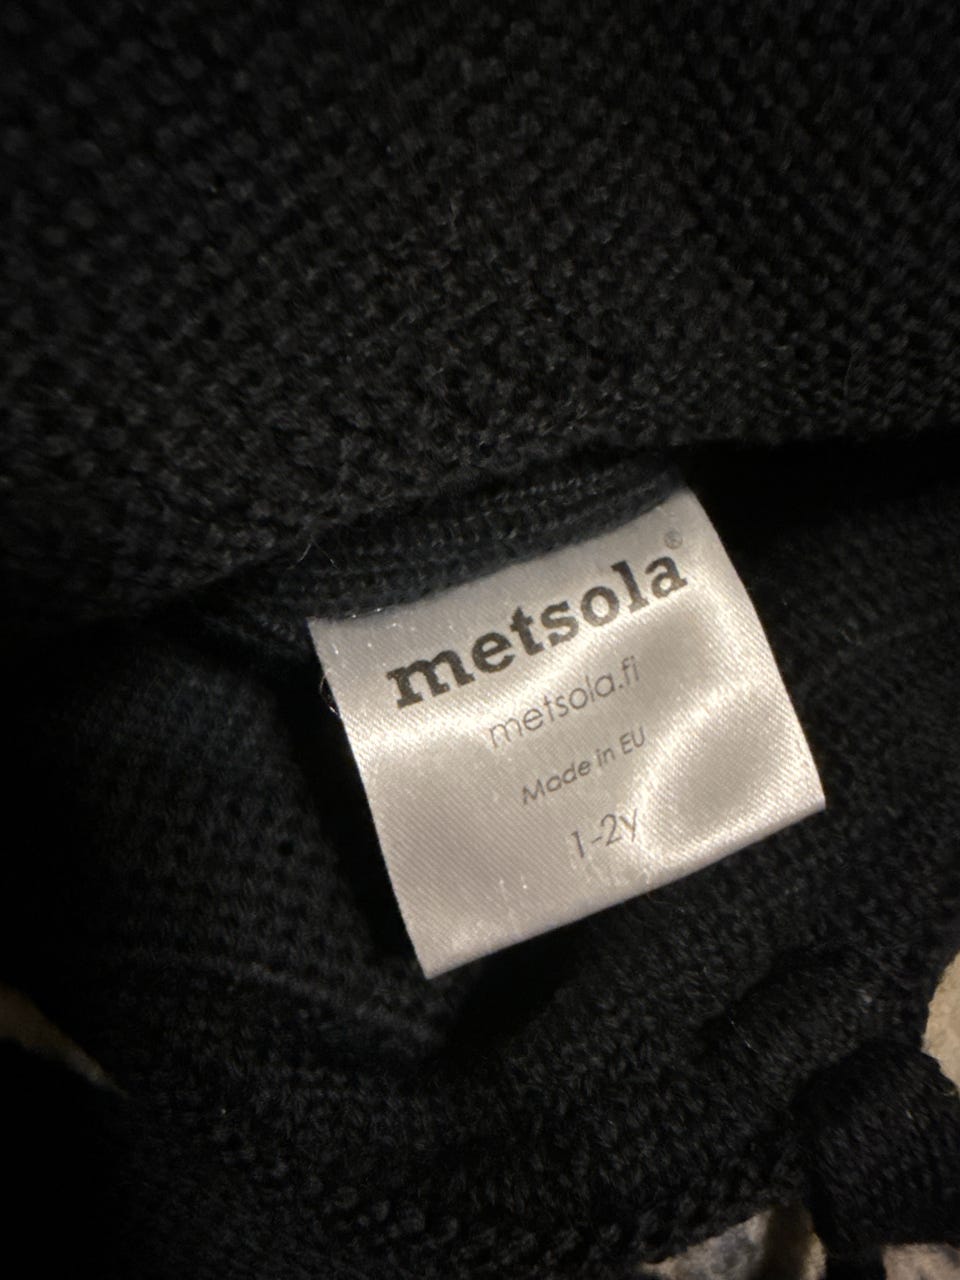 metsola®
metsola.fi
Made in EU
1-2y